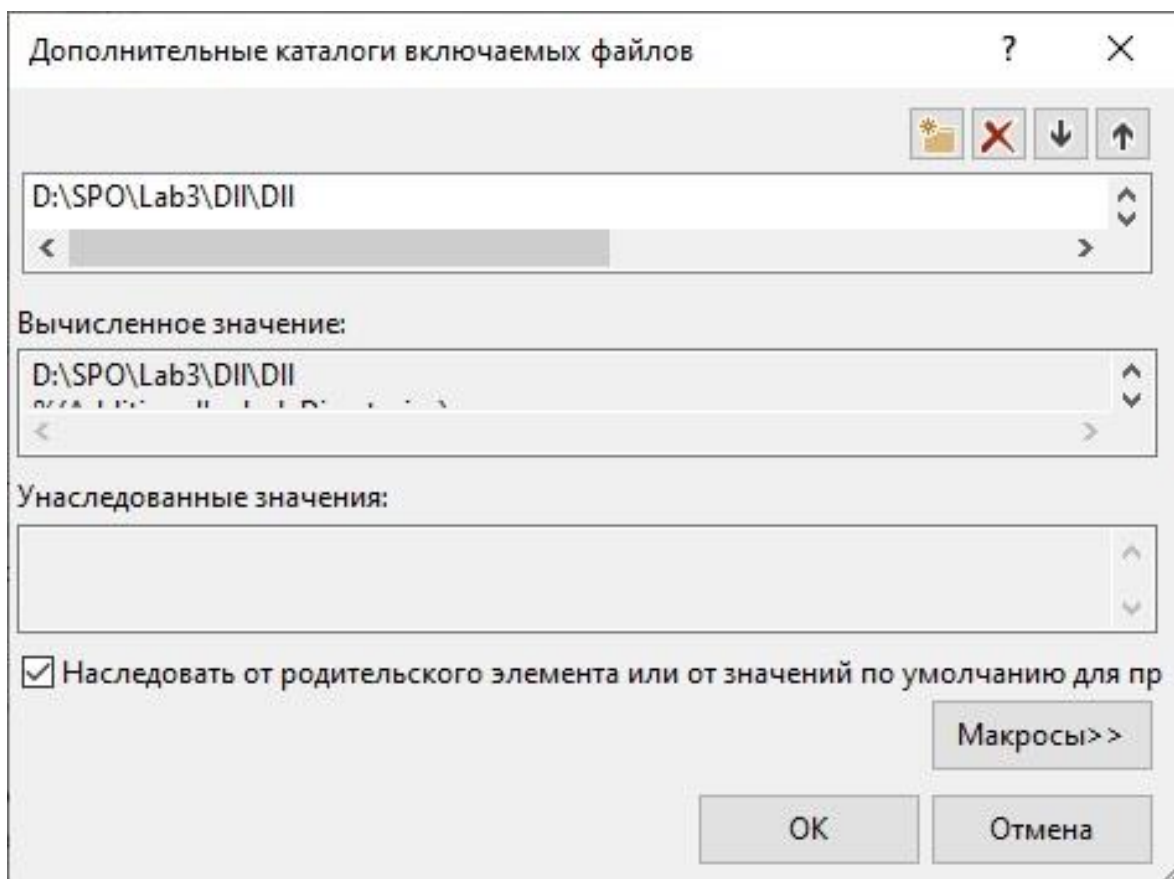 Дополнительные каталоги включаемых файлов
D:\SPO\Lab3\Dll\Dll
Вычисленное значение:
D:\SPO\Lab3\Dll\Dll
Унаследованные значения:
Наследовать от родительского элемента или от значений по умолчанию для пр
Макросы>>
ОК
Отмена